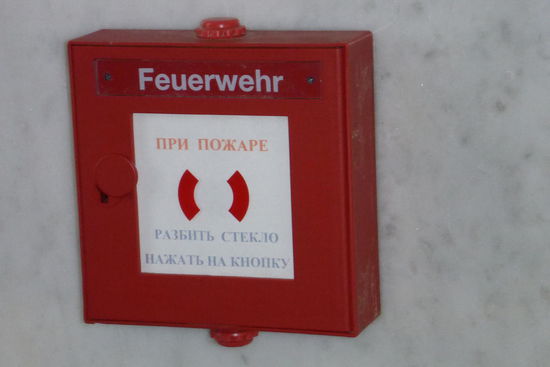 Feuerwehr
ПРИ ПОЖАРЕ
РАЗБИТЬ СТЕКЛО
НАЖАТЬ НА КНОПКУ